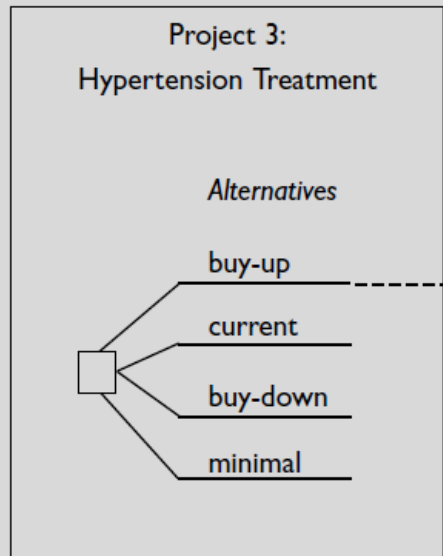 Project 3:
Hypertension Treatment
Alternatives
buy-up
current
buy-down
minimal